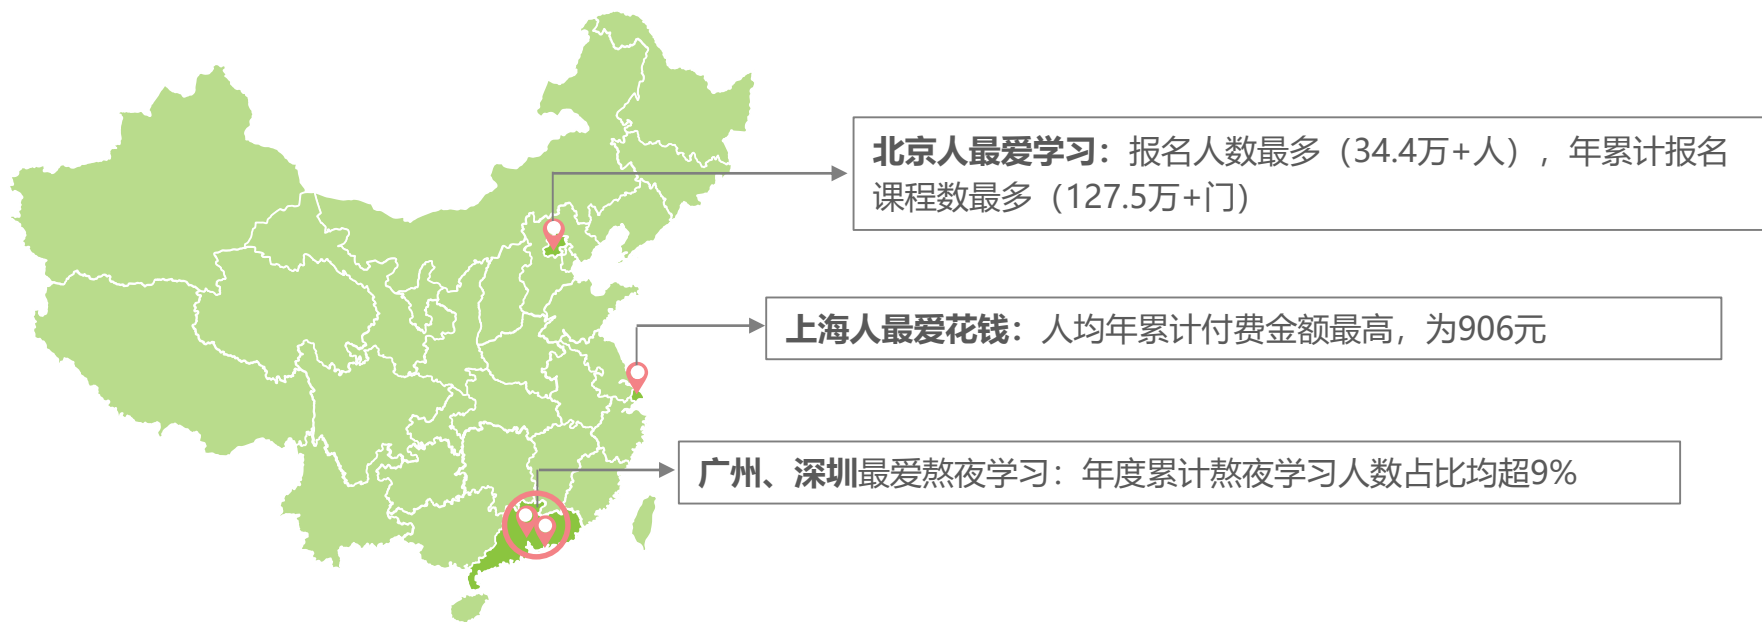 北京人最爱学习：报名人数最多（34.4万+人），年累计报名
课程数最多（127.5万+门）
上海人最爱花钱：人均年累计付费金额最高，为906元
广州、深圳最爱熬夜学习：年度累计熬夜学习人数占比均超9%